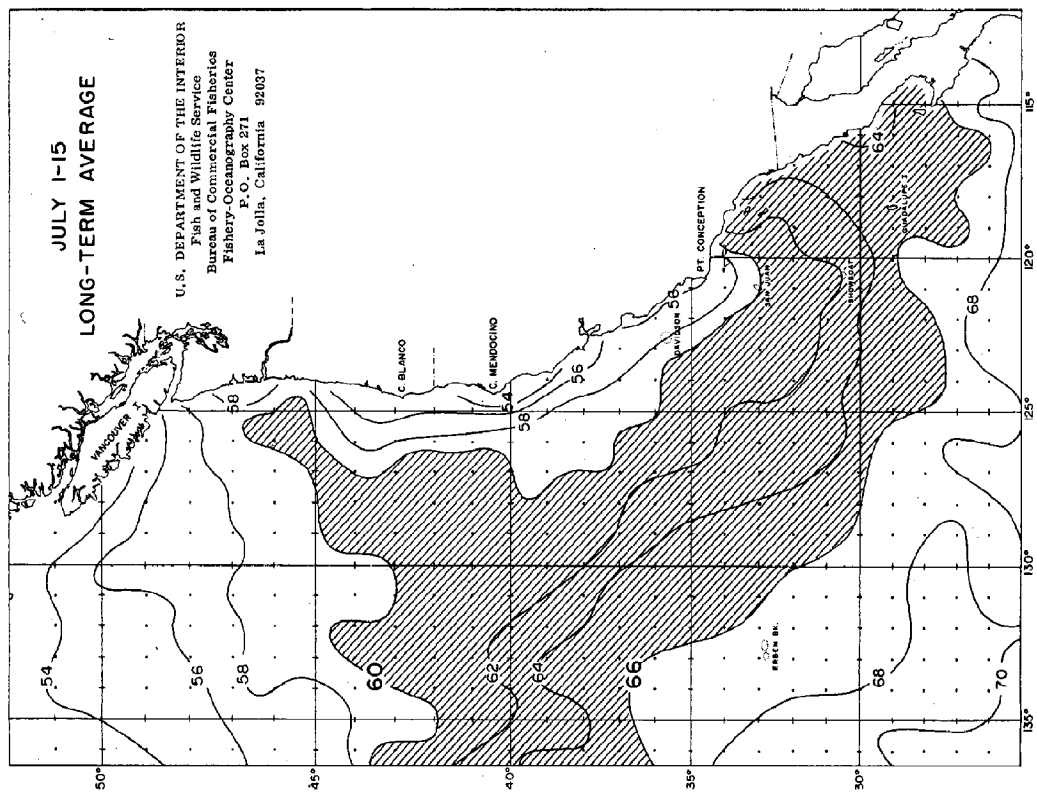 JULY 1-15
LONG-TERM AVERAGE
U.S. DEPARTMENT OF THE INTERIOR
Fish and Wildlife Service
Bureau of Commercial Fisheries
Fishery-Oceanography Center
P.O. Box 271
La Jolla, California 92037
VANCOUVER
C. BLANCO
C. MENDOCINO
PT. CONCEPTION
DAVIDSON
SAN JUAN
SHOWBOAT
GUADALUPE I.
ERBEN BK.
54
56
58
58
54
58
56
56
60
62
64
66
64
68
68
70
50°
45°
40°
35°
30°
115°
120°
125°
130°
135°